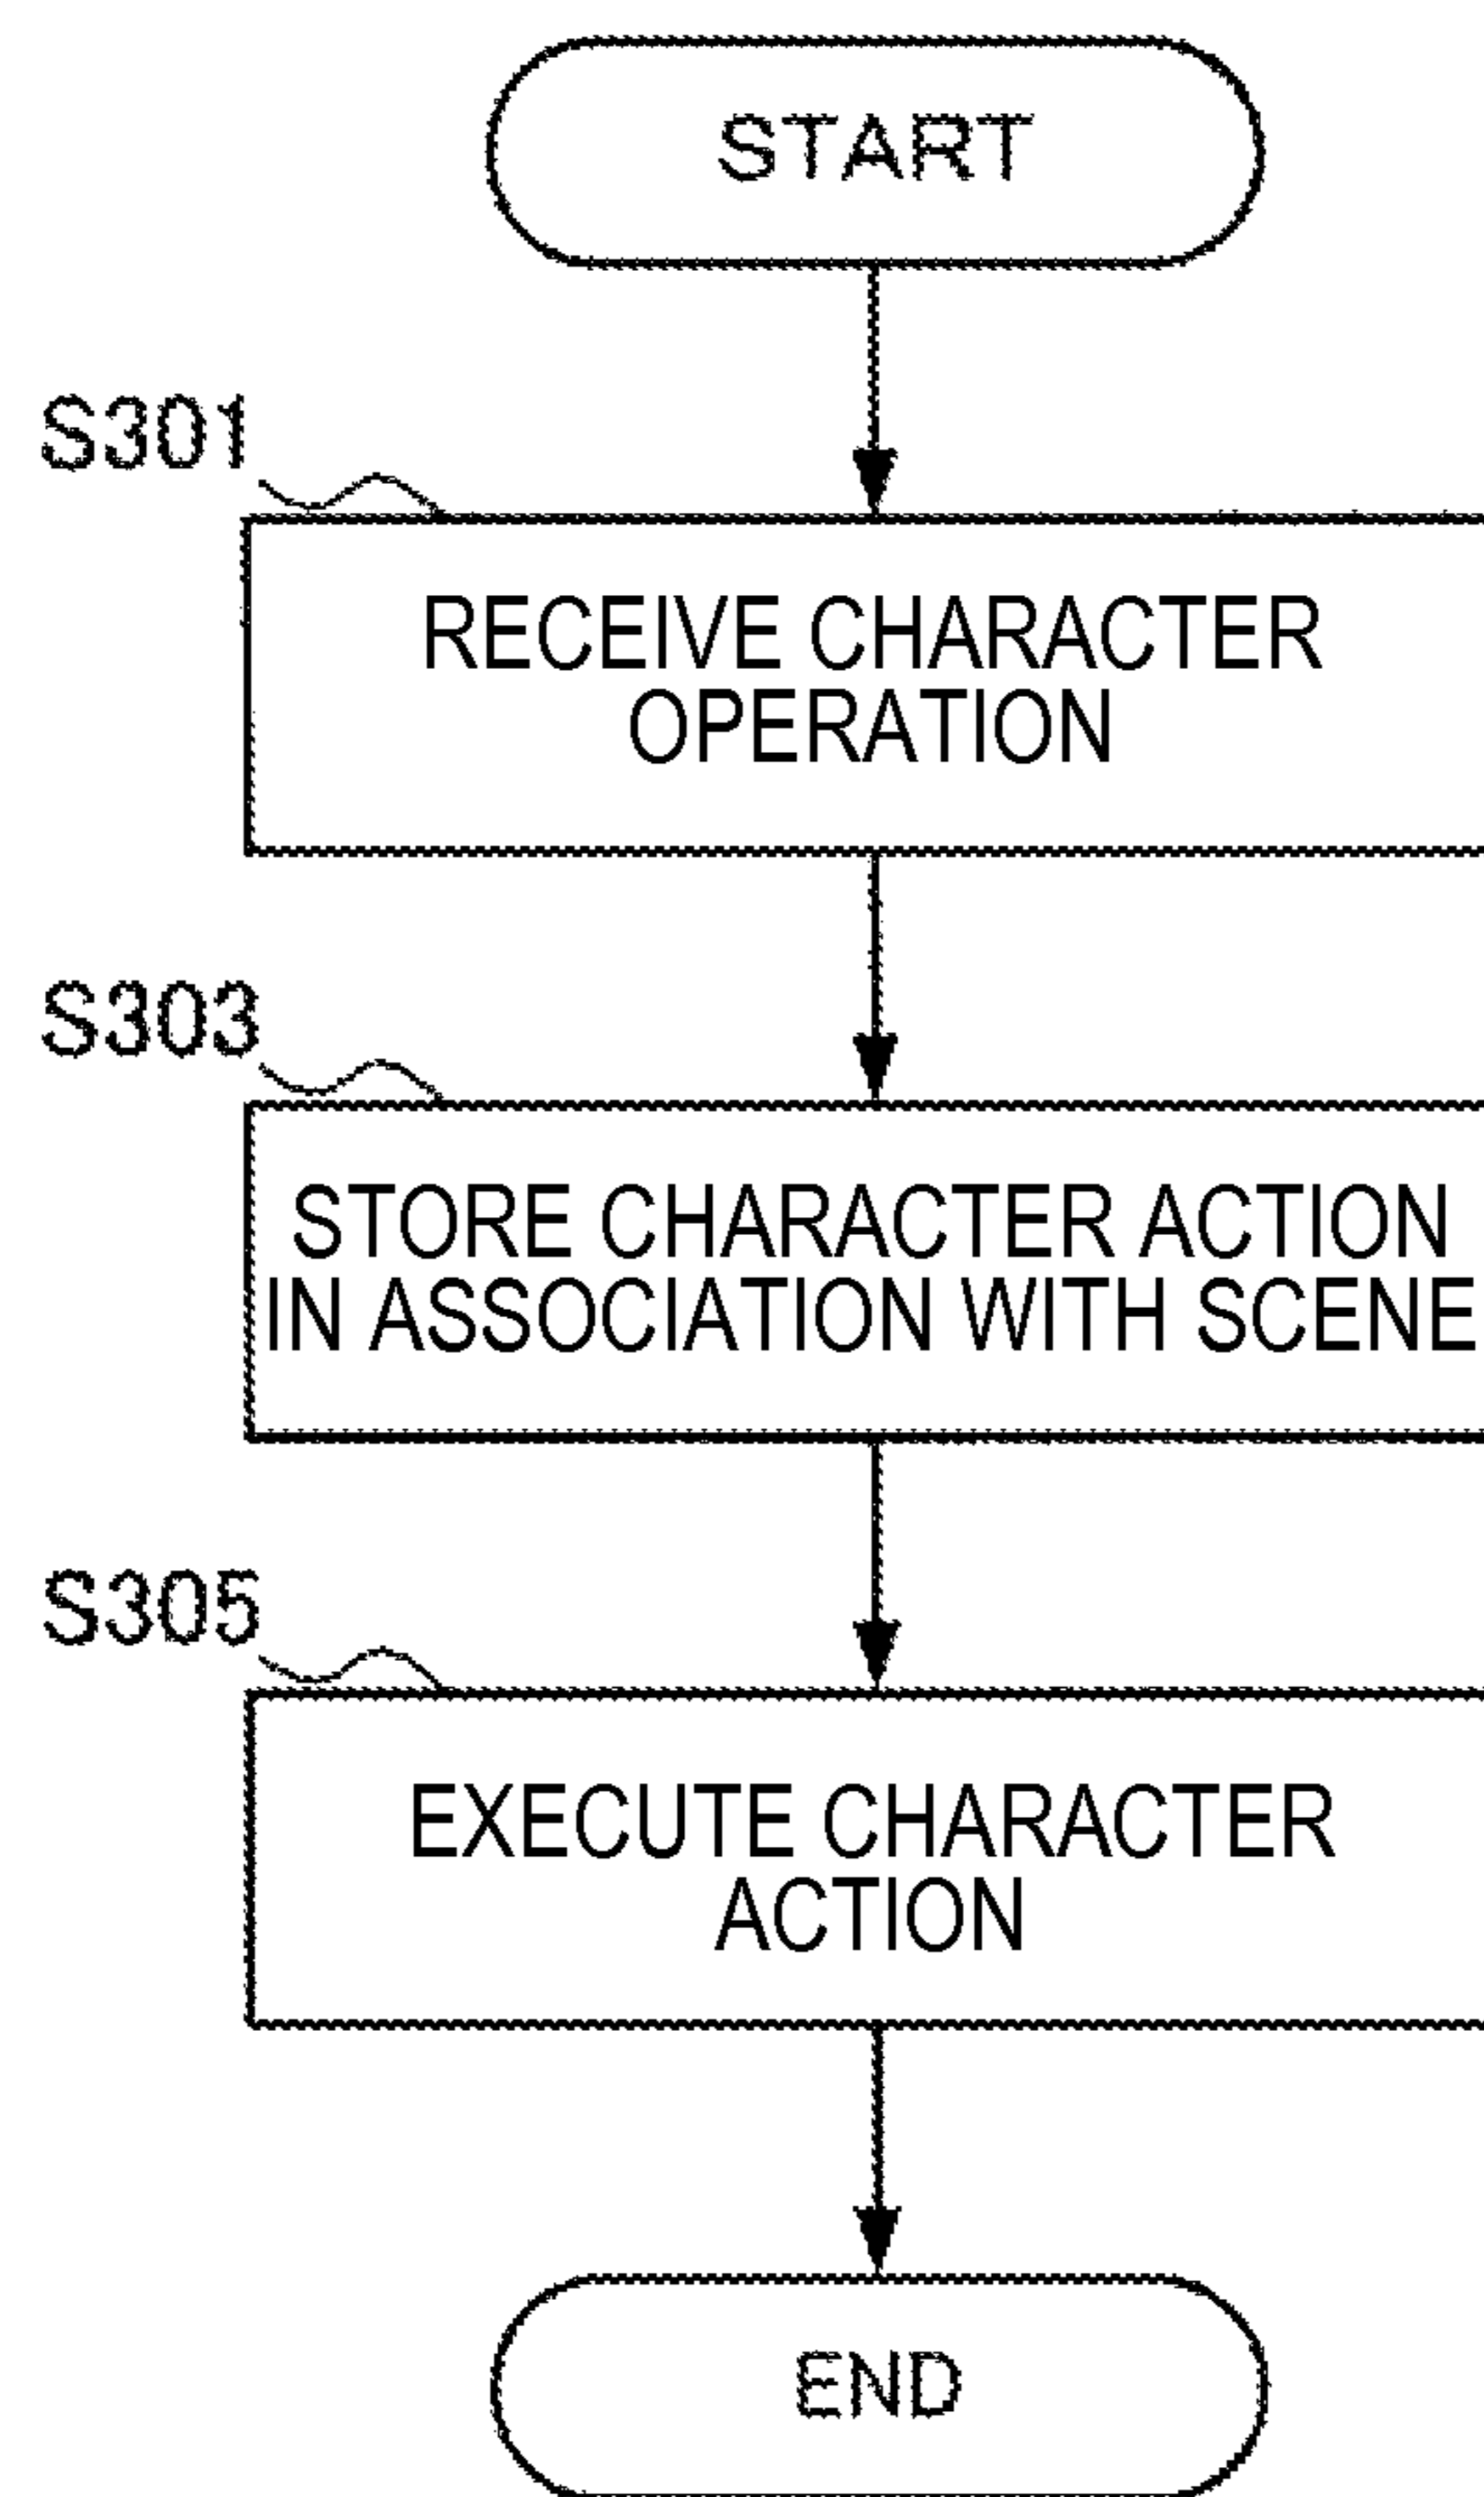 START
S301
RECEIVE CHARACTER
OPERATION
S303
STORE CHARACTER ACTION
IN ASSOCIATION WITH SCENE
S305
EXECUTE CHARACTER
ACTION
END